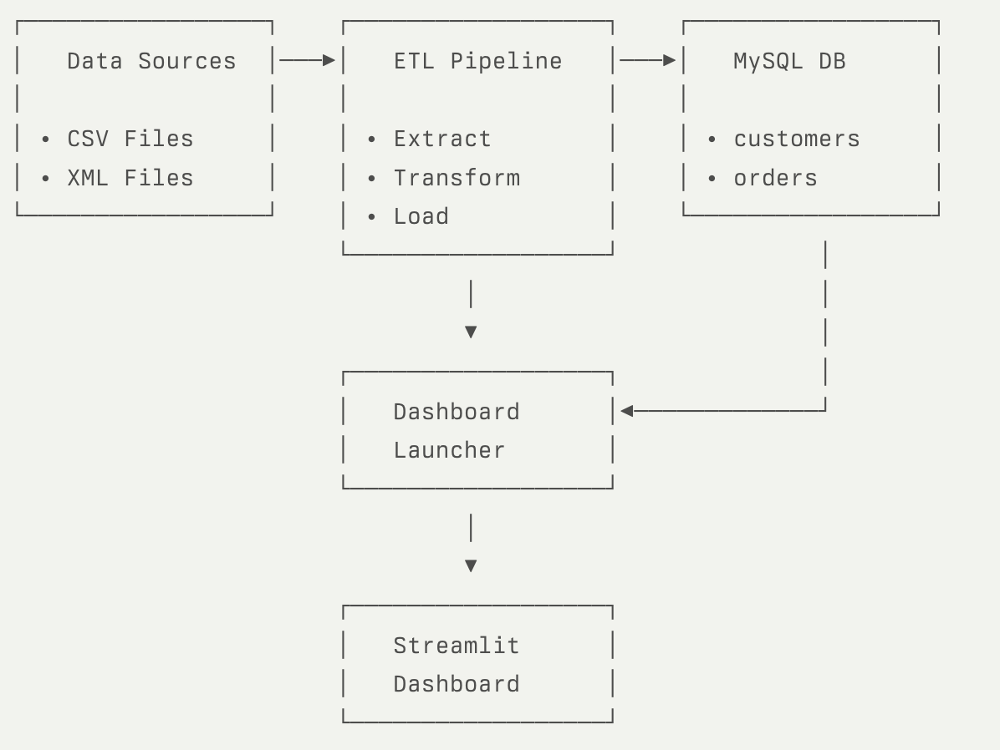 Data Sources
ETL Pipeline
MySQL DB
• CSV Files
• Extract
• customers
• XML Files
• Transform
• orders
• Load
Dashboard
Launcher
Streamlit
Dashboard